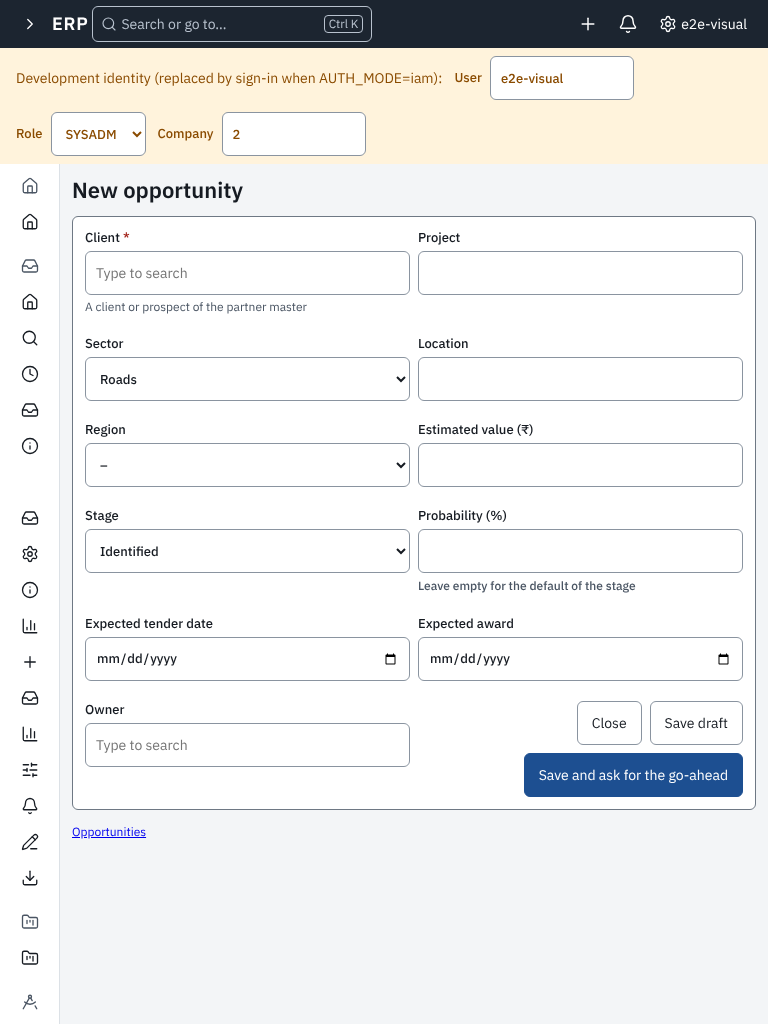 ERP Search or go to... Ctrl K e2e-visual
Development identity (replaced by sign-in when AUTH_MODE=iam): User e2e-visual
Role SYSADM Company 2
New opportunity
Client * Project
Type to search
A client or prospect of the partner master
Sector Location
Roads
Region Estimated value (₹)
–
Stage Probability (%)
Identified
Leave empty for the default of the stage
Expected tender date Expected award
mm/dd/yyyy mm/dd/yyyy
Owner
Close Save draft
Type to search
Save and ask for the go-ahead
Opportunities